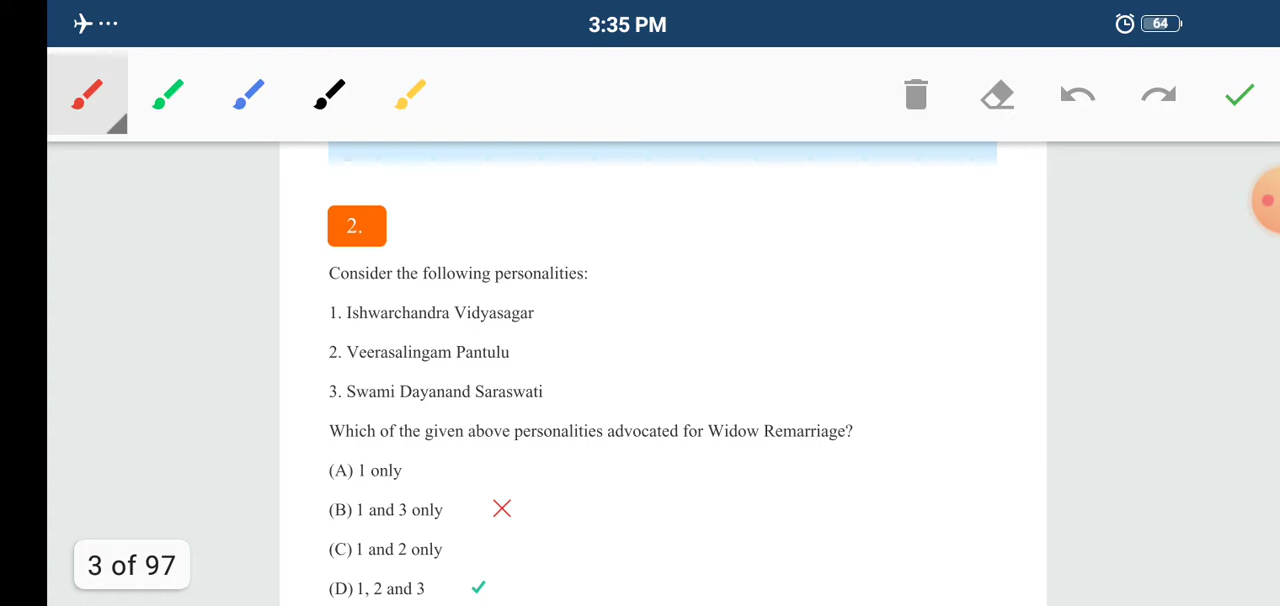 3:35 PM
64
2.
Consider the following personalities:
1. Ishwarchandra Vidyasagar
2. Veerasalingam Pantulu
3. Swami Dayanand Saraswati
Which of the given above personalities advocated for Widow Remarriage?
(A) 1 only
(B) 1 and 3 only
(C) 1 and 2 only
(D) 1, 2 and 3
3 of 97